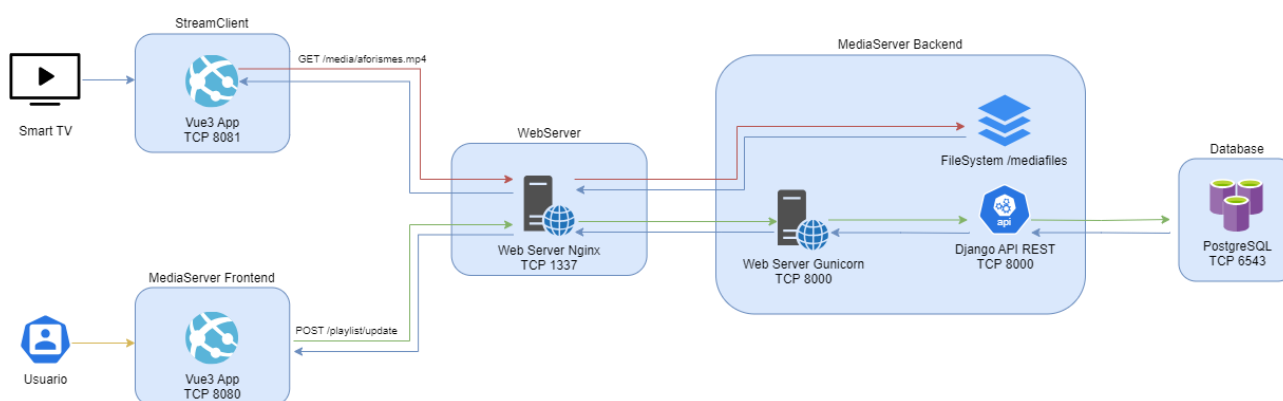 StreamClient
Vue3 App
TCP 8081
Smart TV
GET /media/aforismes.mp4
MediaServer Frontend
Vue3 App
TCP 8080
Usuario
POST /playlist/update
WebServer
Web Server Nginx
TCP 1337
MediaServer Backend
FileSystem /mediafiles
Web Server Gunicorn
TCP 8000
api
Django API REST
TCP 8000
Database
PostgreSQL
TCP 6543